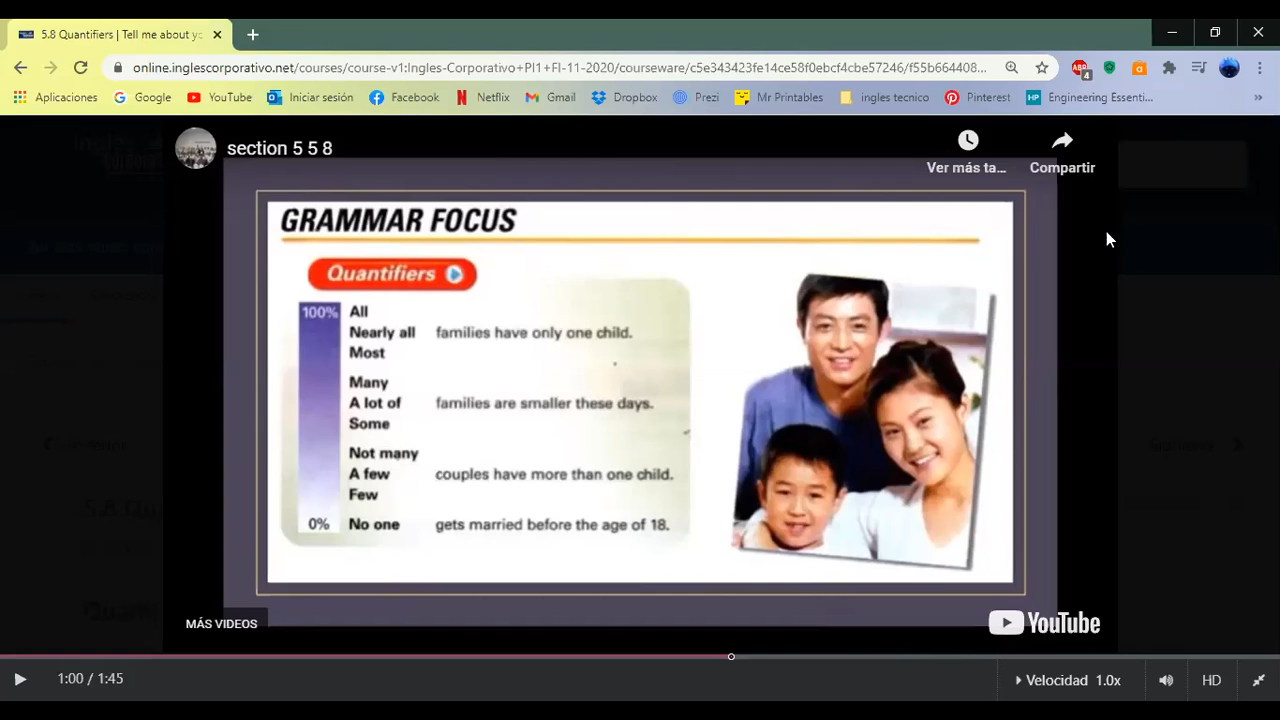 5.8 Quantifiers | Tell me about yo
online.inglescorporativo.net/courses/course-v1:Ingles-Corporativo+PI1+FI-11-2020/courseware/c5e343423fe14ce58f0ebcf4cbe57246/f55b664408...
ABP
4
Aplicaciones Google YouTube Iniciar sesión Facebook Netflix Gmail Dropbox Prezi Mr Printables ingles tecnico Pinterest HP Engineering Essenti...
section 5 5 8
Ver más ta... Compartir
GRAMMAR FOCUS
Quantifiers
100% All
Nearly all families have only one child.
Most
Many
A lot of families are smaller these days.
Some
Not many
A few couples have more than one child.
Few
0% No one gets married before the age of 18.
MÁS VIDEOS
YouTube
1:00 / 1:45 Velocidad 1.0x HD